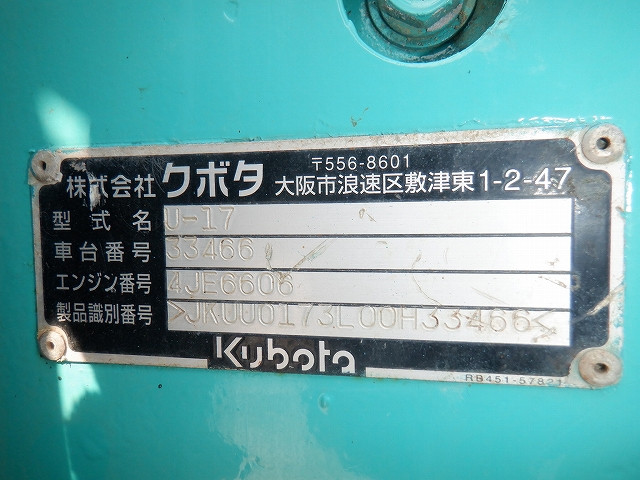 〒556-8601
株式会社クボタ 大阪市浪速区敷津東1-2-47
型式名 U-17
車台番号 33466
エンジン番号 4JE6606
製品識別番号 >JKUU0173L00H33466<
Kubota
RB451-57821